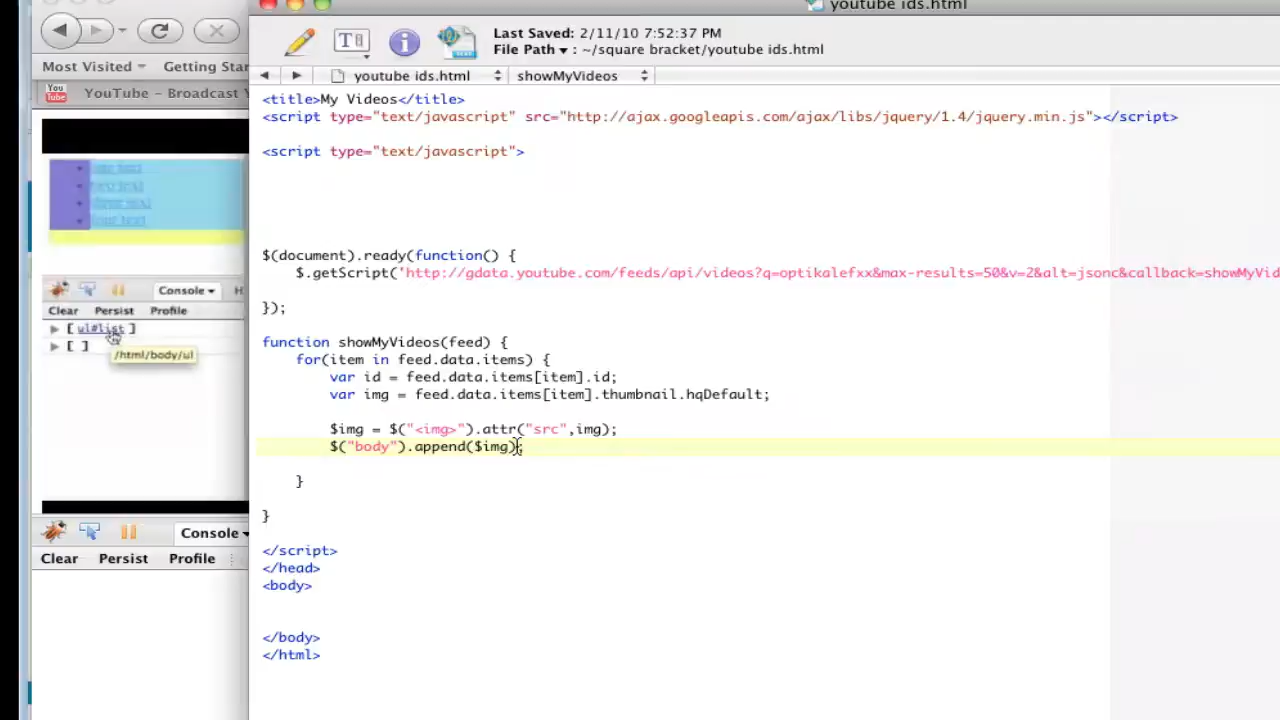 youtube ids.html
Last Saved: 2/11/10 7:52:37 PM
File Path ▾ : ~/square bracket/youtube ids.html
Most Visited ▾ Getting Star
youtube ids.html showMyVideos
You Tube YouTube - Broadcast Y
<title>My Videos</title>
<script type="text/javascript" src="http://ajax.googleapis.com/ajax/libs/jquery/1.4/jquery.min.js"></script>
<script type="text/javascript">
$(document).ready(function() {
$.getScript('http://gdata.youtube.com/feeds/api/videos?q=optikalefxx&max-results=50&v=2&alt=jsonc&callback=showMyVid
});
function showMyVideos(feed) {
for(item in feed.data.items) {
var id = feed.data.items[item].id;
var img = feed.data.items[item].thumbnail.hqDefault;
$img = $("<img>").attr("src",img);
$("body").append($img);
}
}
</script>
</head>
<body>
</body>
</html>
Console ▾ H
Clear Persist Profile
[ ul#list ]
[ ]
/html/body/ul
Console ▾
Clear Persist Profile